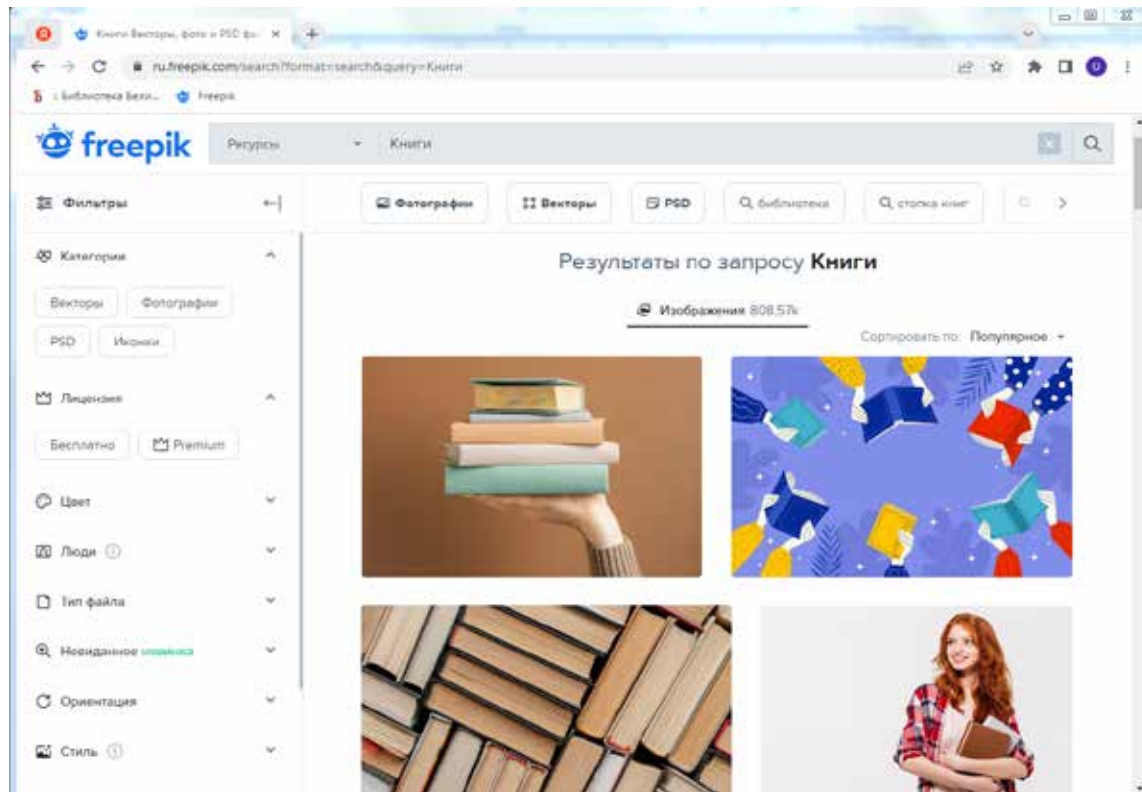 Книги Векторы, фото и PSD фа
ru.freepik.com/search?format=search&query=Книги
Freepik
freepik
Ресурсы
Книги
Фильтры
Фотографии
Векторы
PSD
библиотека
стопка книг
Категории
Результаты по запросу Книги
Векторы
Фотографии
Изображения 808,57k
PSD
Иконки
Сортировать по: Популярное
Лицензия
Бесплатно
Premium
Цвет
Люди
Тип файла
Невиданное новинка
Ориентация
Стиль